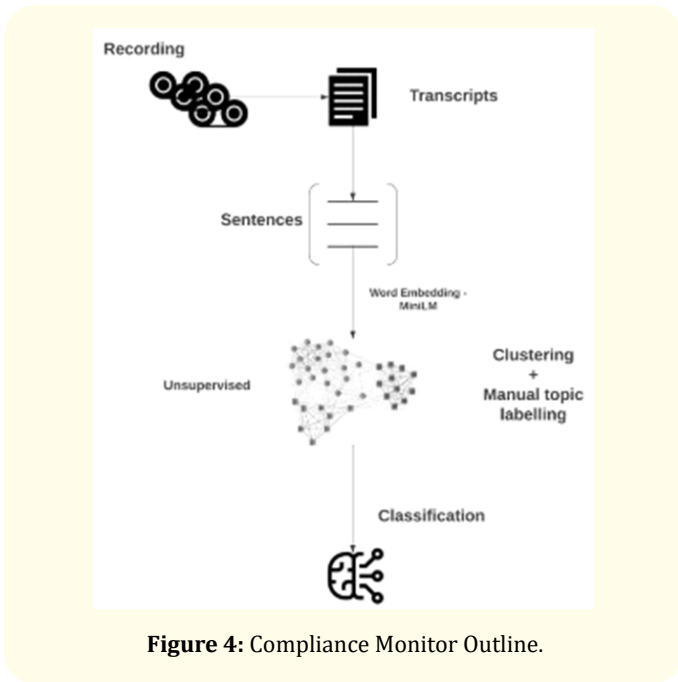 Recording
Transcripts
Sentences
Word Embedding -
MiniLM
Unsupervised
Clustering
+
Manual topic
labelling
Classification
Figure 4: Compliance Monitor Outline.